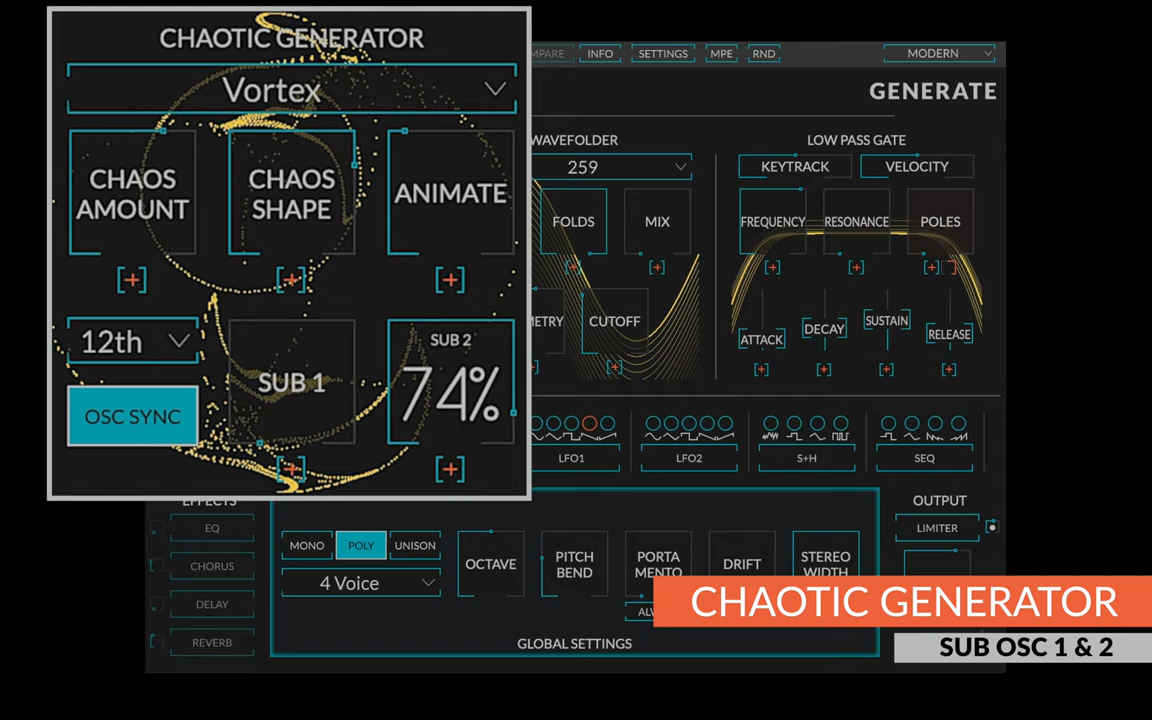 CHAOTIC GENERATOR
Vortex
CHAOS AMOUNT
CHAOS SHAPE
ANIMATE
12th
OSC SYNC
SUB 1
SUB 2
74%
MPARE
INFO
SETTINGS
MPE
RND
MODERN
GENERATE
WAVEFOLDER
259
FOLDS
MIX
METRY
CUTOFF
LOW PASS GATE
KEYTRACK
VELOCITY
FREQUENCY
RESONANCE
POLES
ATTACK
DECAY
SUSTAIN
RELEASE
LFO1
LFO2
S+H
SEQ
EFFECTS
EQ
CHORUS
DELAY
REVERB
MONO
POLY
UNISON
4 Voice
OCTAVE
PITCH
BEND
PORTA
MENTO
ALW
DRIFT
STEREO
WIDTH
GLOBAL SETTINGS
OUTPUT
LIMITER
CHAOTIC GENERATOR
SUB OSC 1 & 2